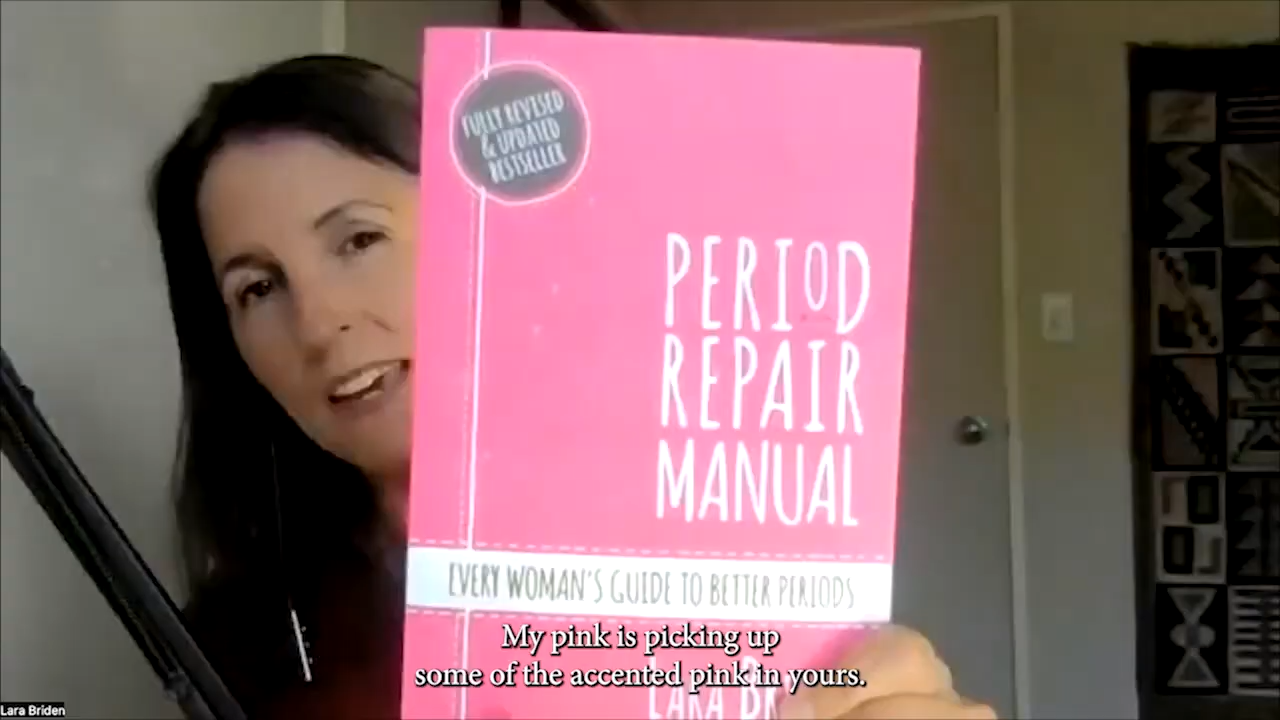 FULLY REVISED
& UPDATED
BESTSELLER
PERIOD
REPAIR
MANUAL
EVERY WOMAN'S GUIDE TO BETTER PERIODS
LARA
My pink is picking up
some of the accented pink in yours.
Lara Briden